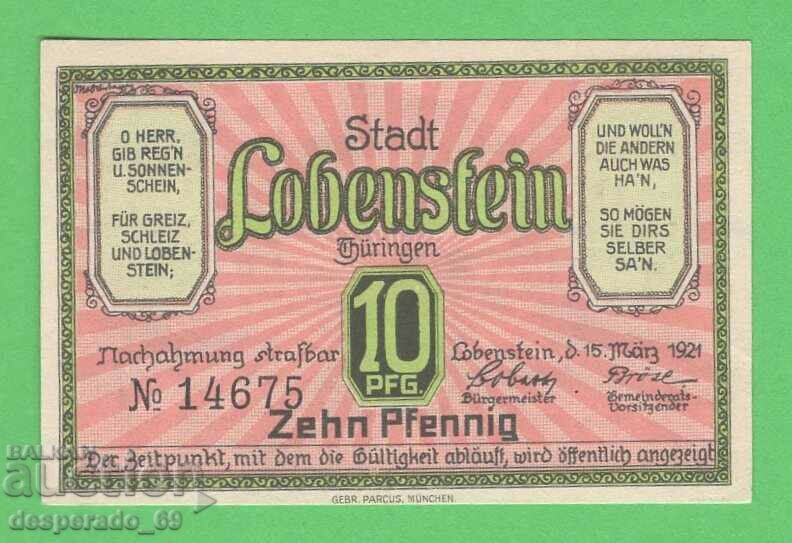 O HERR,
GIB REG'N
U. SONNEN-
SCHEIN,
FÜR GREIZ,
SCHLEIZ
UND LOBEN-
STEIN;
Stadt
Lobenstein
Thüringen
10
PFG.
UND WOLL'N
DIE ANDERN
AUCH WAS
HA'N,
SO MÖGEN
SIE DIRS
SELBER
SA'N.
Nachahmung strafbar
Lobenstein, d. 15. März 1921
No 14675
Bürgermeister
Gemeinderats-
Vorsitzender
Zehn Pfennig
Der Zeitpunkt, mit dem die Gültigkeit abläuft, wird öffentlich angezeigt
GEBR. PARCUS, MÜNCHEN.
BALKAN
auction
desperado_69